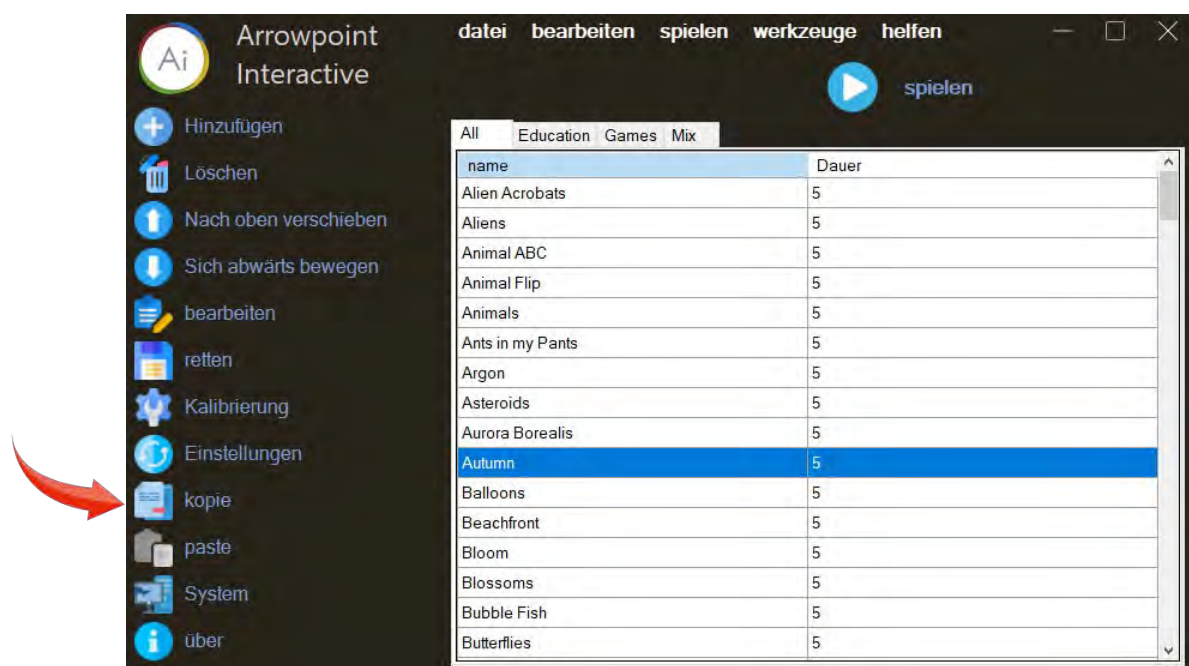 Ai
Arrowpoint
Interactive
datei bearbeiten spielen werkzeuge helfen
spielen
Hinzufügen
Löschen
Nach oben verschieben
Sich abwärts bewegen
bearbeiten
retten
Kalibrierung
Einstellungen
kopie
paste
System
über
All Education Games Mix
name Dauer
Alien Acrobats 5
Aliens 5
Animal ABC 5
Animal Flip 5
Animals 5
Ants in my Pants 5
Argon 5
Asteroids 5
Aurora Borealis 5
Autumn 5
Balloons 5
Beachfront 5
Bloom 5
Blossoms 5
Bubble Fish 5
Butterflies 5